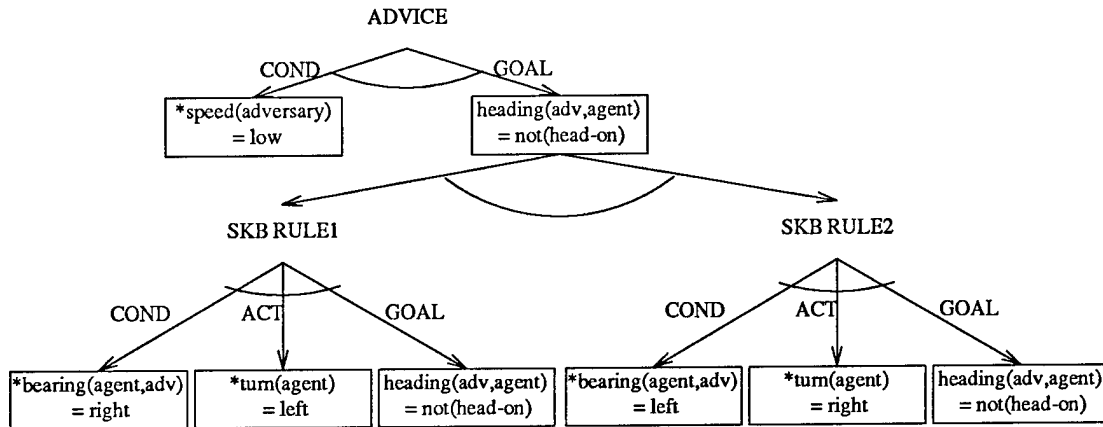 ADVICE
COND
GOAL
*speed(adversary)
= low
heading(adv,agent)
= not(head-on)
SKB RULE1
SKB RULE2
COND
ACT
GOAL
COND
ACT
GOAL
*bearing(agent,adv)
= right
*turn(agent)
= left
heading(adv,agent)
= not(head-on)
*bearing(agent,adv)
= left
*turn(agent)
= right
heading(adv,agent)
= not(head-on)